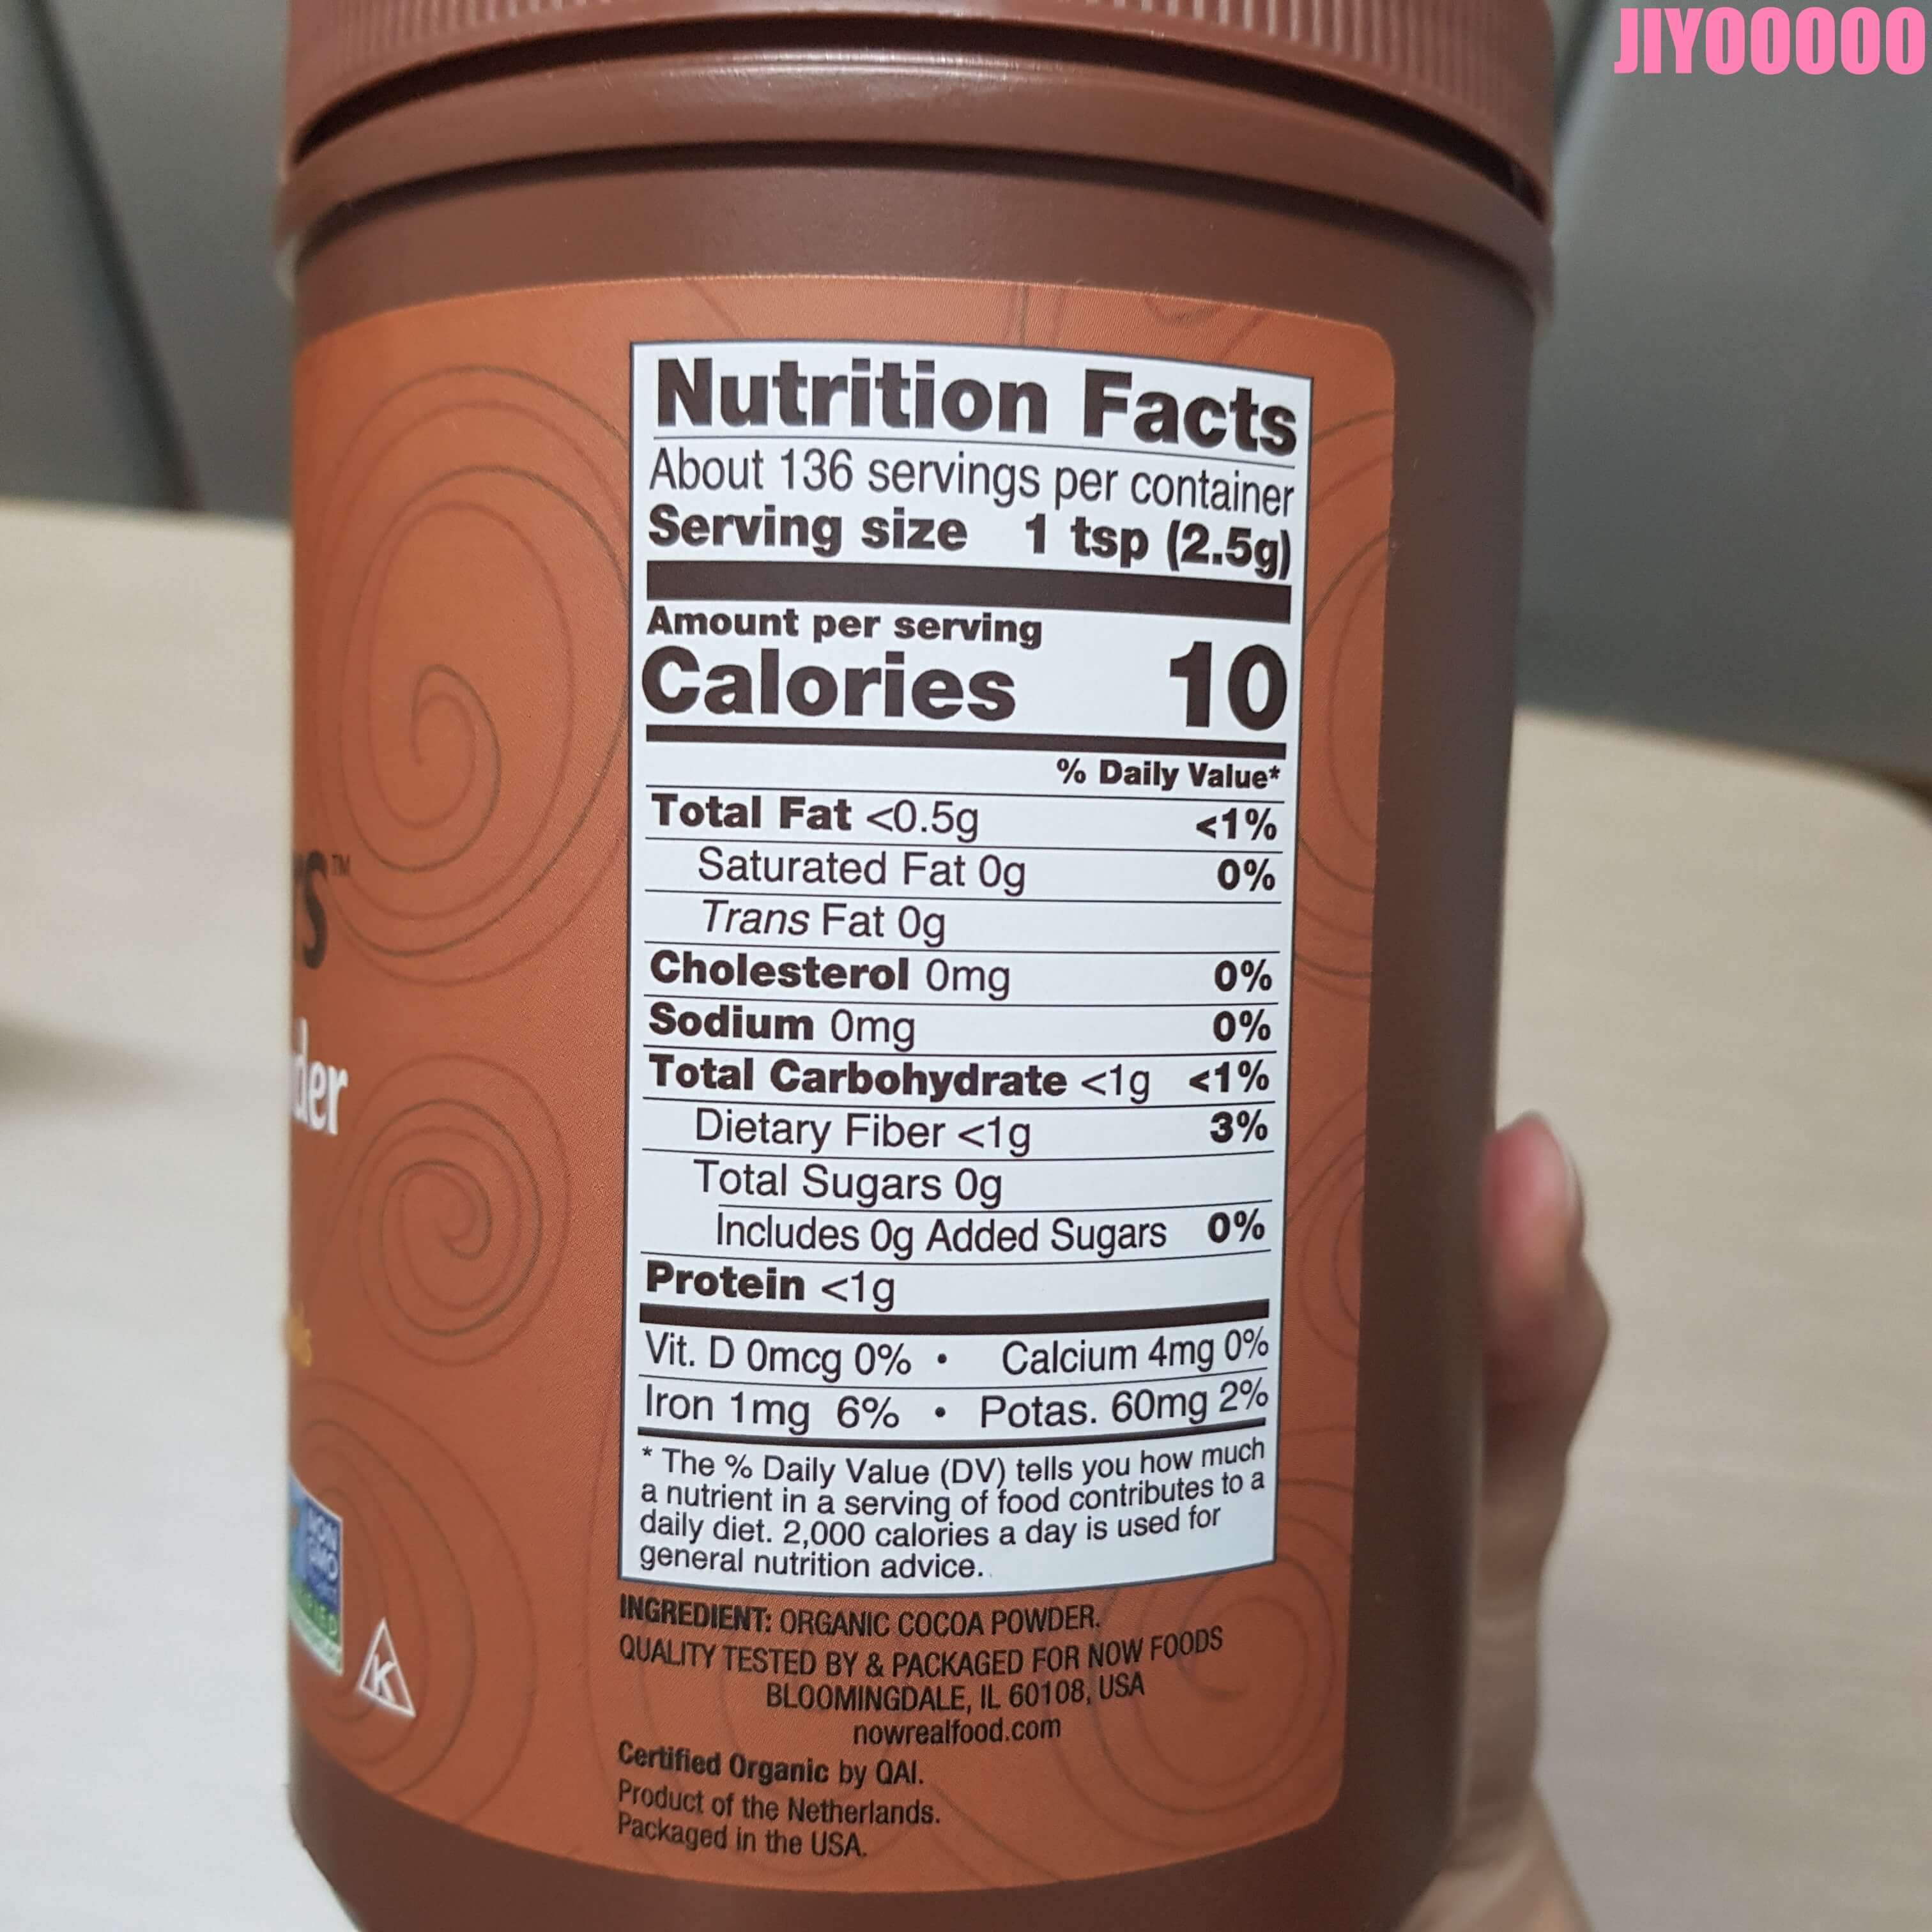 JIYOOOOO
Nutrition Facts
About 136 servings per container
Serving size 1 tsp (2.5g)
Amount per serving
Calories 10
% Daily Value*
Total Fat <0.5g <1%
Saturated Fat 0g 0%
Trans Fat 0g
Cholesterol 0mg 0%
Sodium 0mg 0%
Total Carbohydrate <1g <1%
Dietary Fiber <1g 3%
Total Sugars 0g
Includes 0g Added Sugars 0%
Protein <1g
Vit. D 0mcg 0% • Calcium 4mg 0%
Iron 1mg 6% • Potas. 60mg 2%
* The % Daily Value (DV) tells you how much
a nutrient in a serving of food contributes to a
daily diet. 2,000 calories a day is used for
general nutrition advice.
INGREDIENT: ORGANIC COCOA POWDER.
QUALITY TESTED BY & PACKAGED FOR NOW FOODS
BLOOMINGDALE, IL 60108, USA
nowrealfood.com
Certified Organic by QAI.
Product of the Netherlands.
Packaged in the USA.
TM
NON
GMO
K